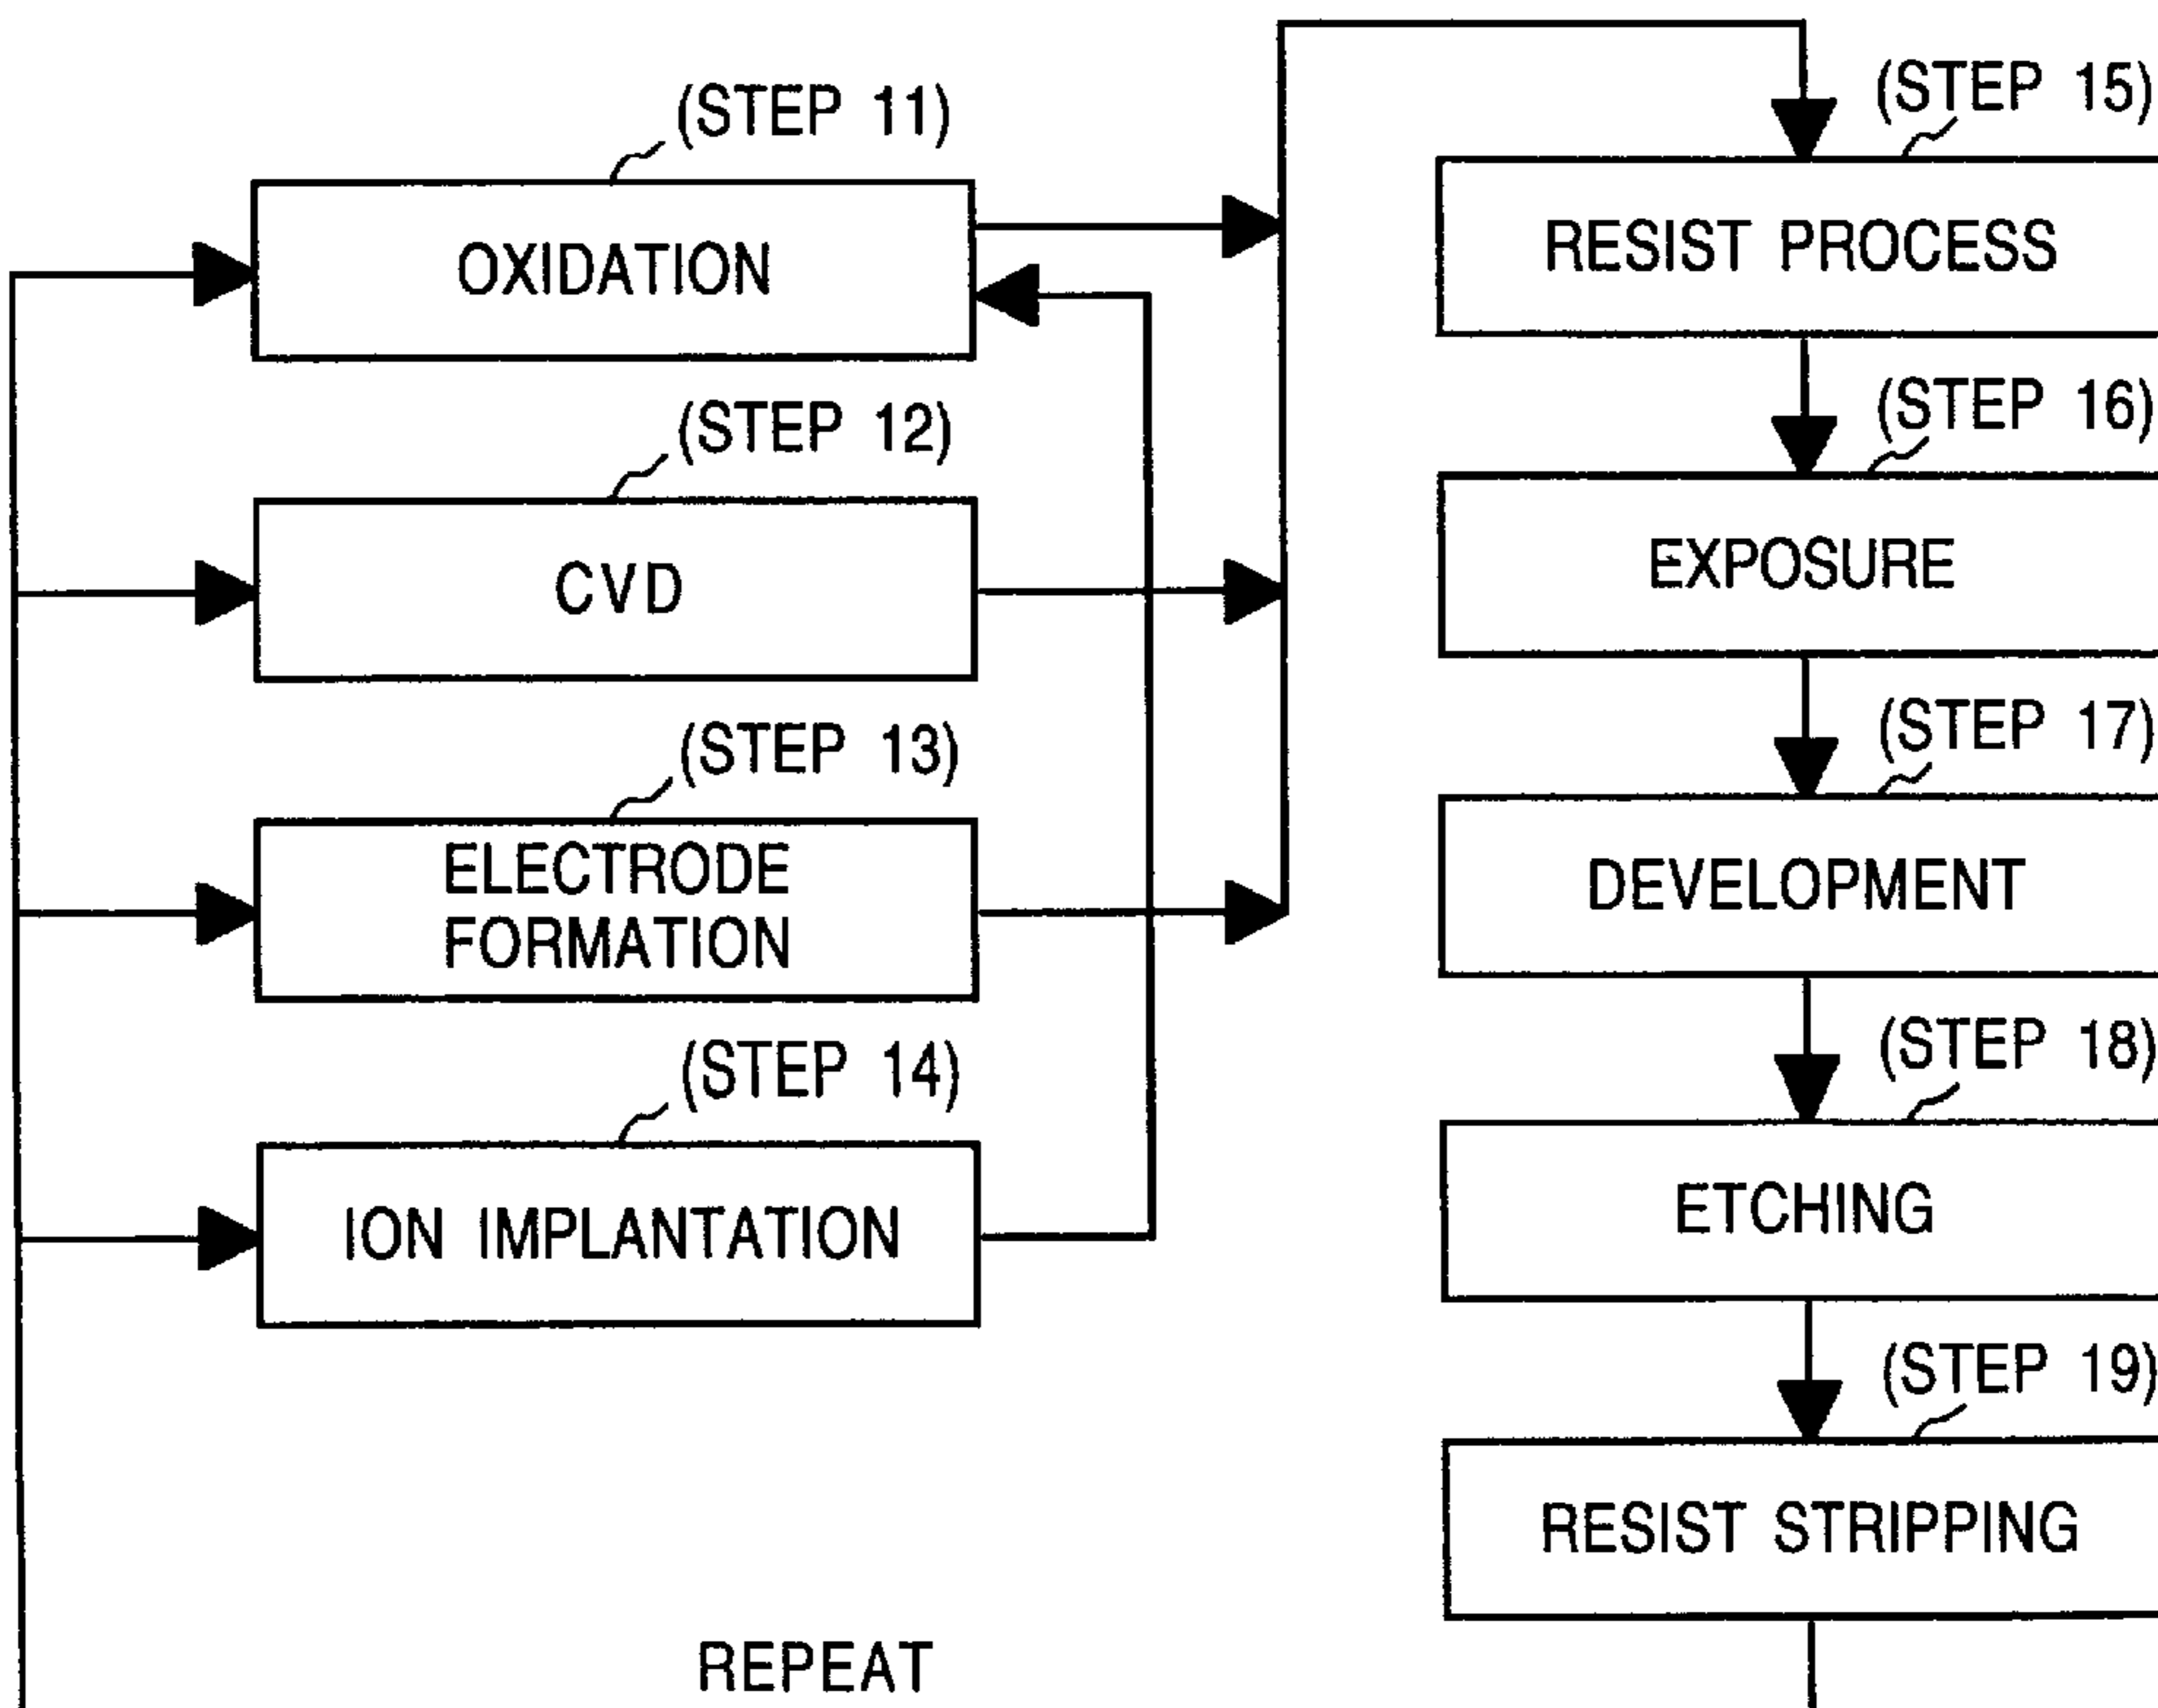 (STEP 11)
OXIDATION
(STEP 12)
CVD
(STEP 13)
ELECTRODE
FORMATION
(STEP 14)
ION IMPLANTATION
(STEP 15)
RESIST PROCESS
(STEP 16)
EXPOSURE
(STEP 17)
DEVELOPMENT
(STEP 18)
ETCHING
(STEP 19)
RESIST STRIPPING
REPEAT